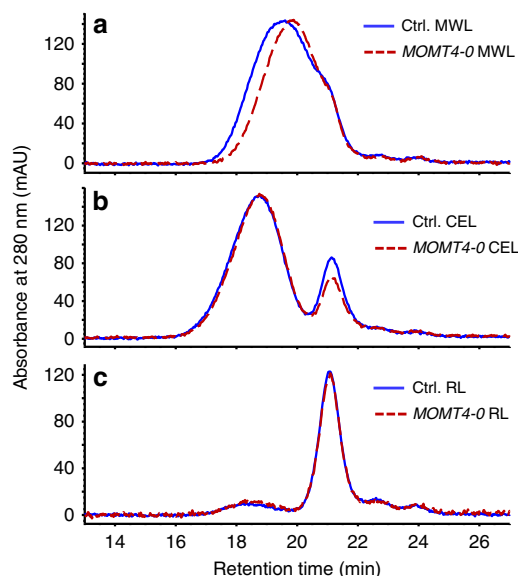 a
Ctrl. MWL
MOMT4-0 MWL
120
80
40
0
b
Ctrl. CEL
MOMT4-0 CEL
120
80
40
0
c
Ctrl. RL
MOMT4-0 RL
120
80
40
0
Absorbance at 280 nm (mAU)
14 16 18 20 22 24 26
Retention time (min)